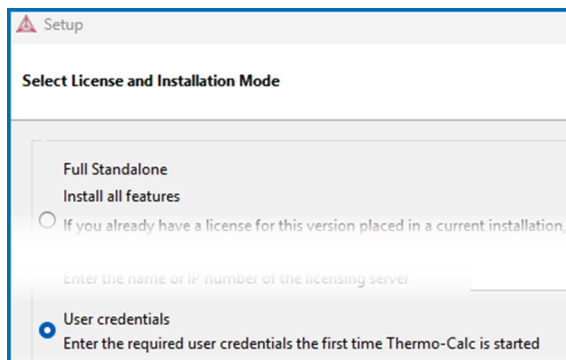 Setup
Select License and Installation Mode
Full Standalone
Install all features
If you already have a license for this version placed in a current installation,
Enter the name or IP number of the licensing server
User credentials
Enter the required user credentials the first time Thermo-Calc is started